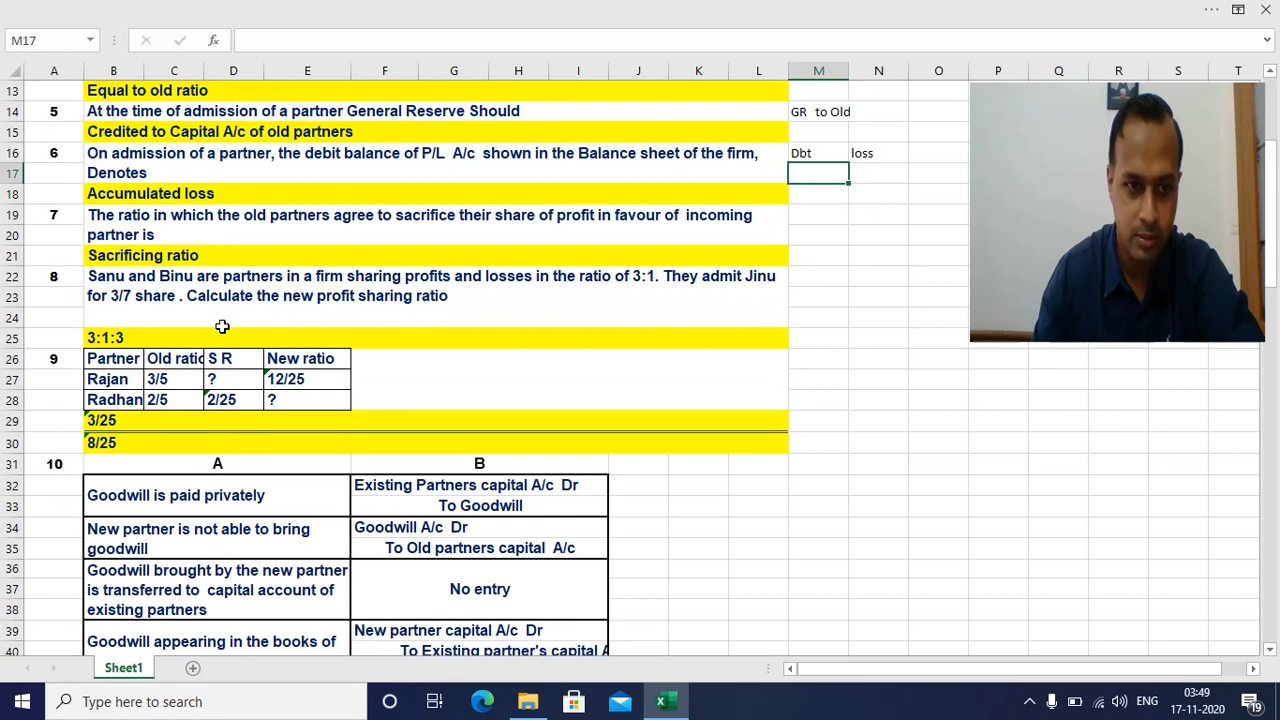 M17
fx
A B C D E F G H I J K L M N O P Q R S T
13 Equal to old ratio
14 5 At the time of admission of a partner General Reserve Should GR to Old
15 Credited to Capital A/c of old partners
16 6 On admission of a partner, the debit balance of P/L A/c shown in the Balance sheet of the firm, Dbt loss
17 Denotes
18 Accumulated loss
19 7 The ratio in which the old partners agree to sacrifice their share of profit in favour of incoming
20 partner is
21 Sacrificing ratio
22 8 Sanu and Binu are partners in a firm sharing profits and losses in the ratio of 3:1. They admit Jinu
23 for 3/7 share . Calculate the new profit sharing ratio
24
25 3:1:3
26 9 Partner Old ratic S R New ratio
27 Rajan 3/5 ? 12/25
28 Radhan 2/5 2/25 ?
29 3/25
30 8/25
31 10 A B
32 Goodwill is paid privately Existing Partners capital A/c Dr
33 To Goodwill
34 New partner is not able to bring Goodwill A/c Dr
35 goodwill To Old partners capital A/c
36 Goodwill brought by the new partner
37 is transferred to capital account of No entry
38 existing partners
39 Goodwill appearing in the books of New partner capital A/c Dr
40 To Existing partner's capital A
Sheet1
Type here to search
ENG
03:49
17-11-2020
19